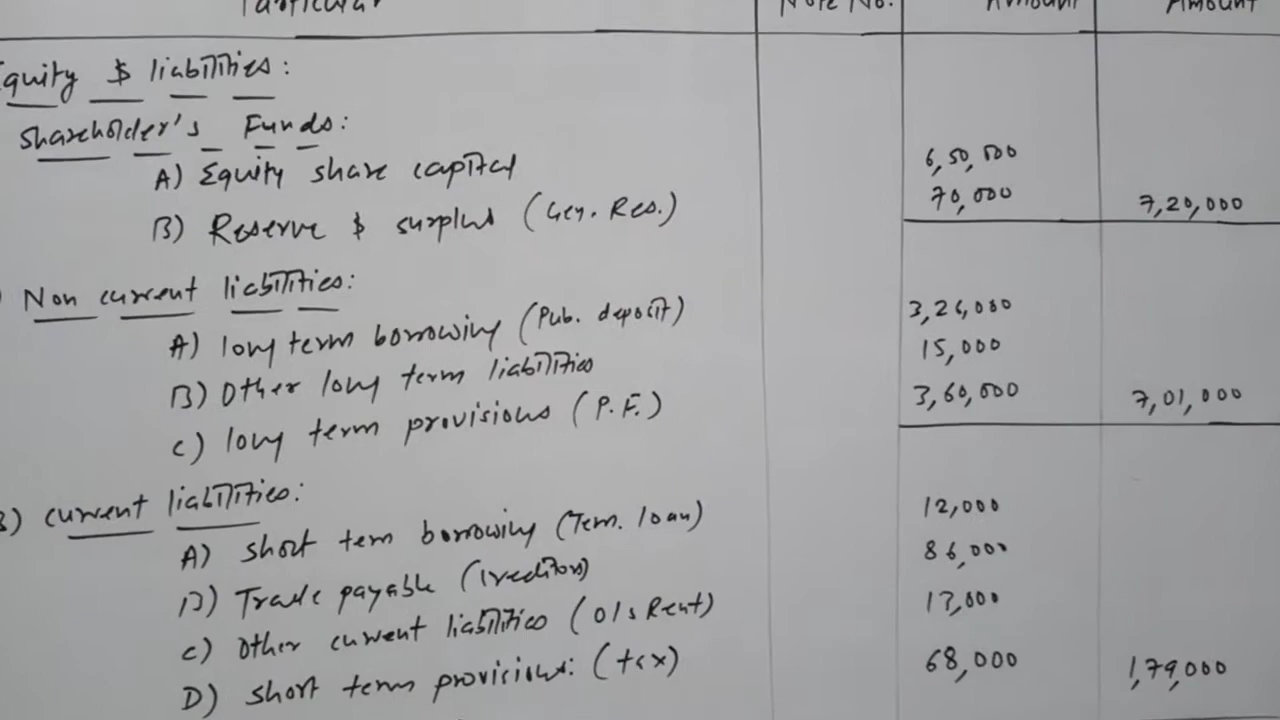 Particular Note No. Amount Amount
Equity $ liabilities:
Shareholder's Funds:
A) Equity share capital 6,50,000
B) Reserve $ surplus (Gen. Res.) 70,000 7,20,000
Non current liabilities:
A) long term borrowing (Pub. deposit) 3,26,000
B) Other long term liabilities 15,000
C) long term provisions (P.F.) 3,60,000 7,01,000
3) Current liabilities:
A) Short tem borrowing (Tem. loan) 12,000
B) Trade payable (Creditors) 86,000
C) Other current liabilities (O/s Rent) 13,000
D) Short term provisions: (tax) 68,000 1,79,000